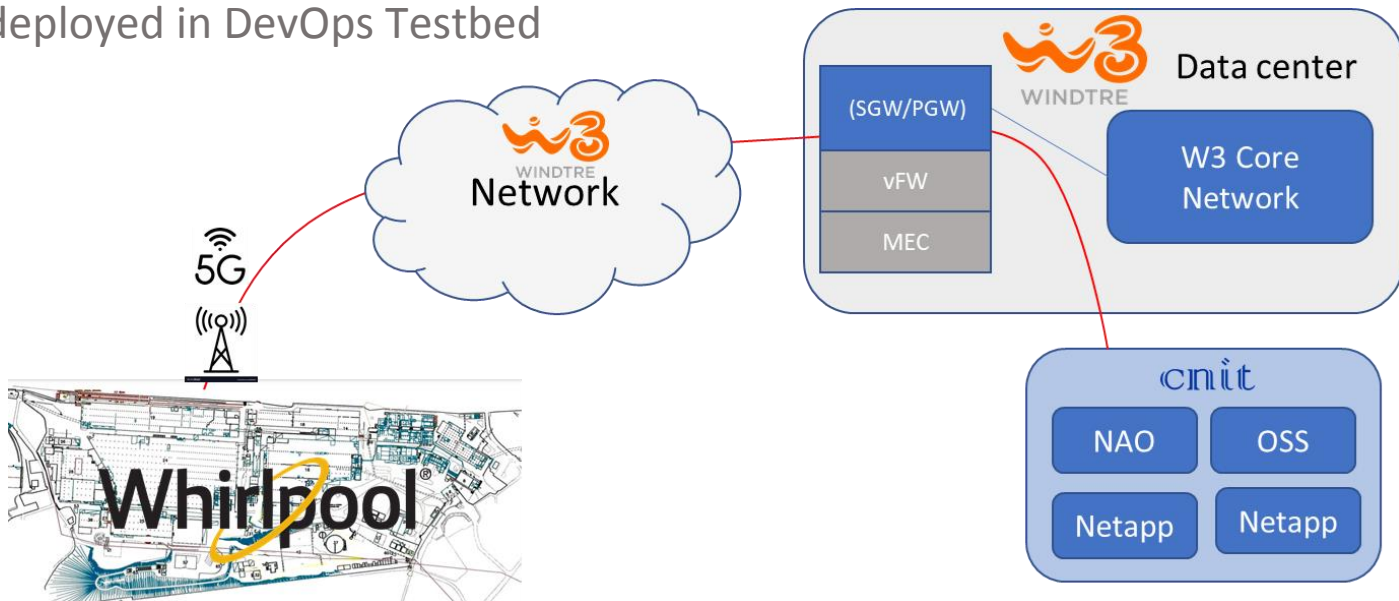 deployed in DevOps Testbed
WINDTRE
Network
5G
Whirlpool
®
WINDTRE
Data center
(SGW/PGW)
vFW
MEC
W3 Core
Network
cnit
NAO
OSS
Netapp
Netapp